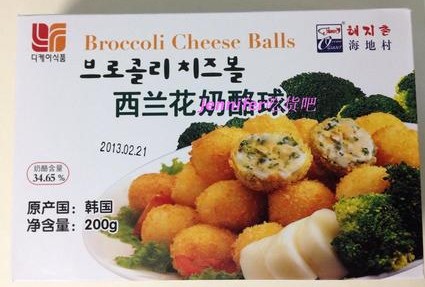 Broccoli Cheese Balls
디케이식품
브로콜리 치즈볼
해지촌
海地村
西兰花奶酪球
2013.02.21
奶酪含量
34.65%
原产国：韩国
净含量：200g